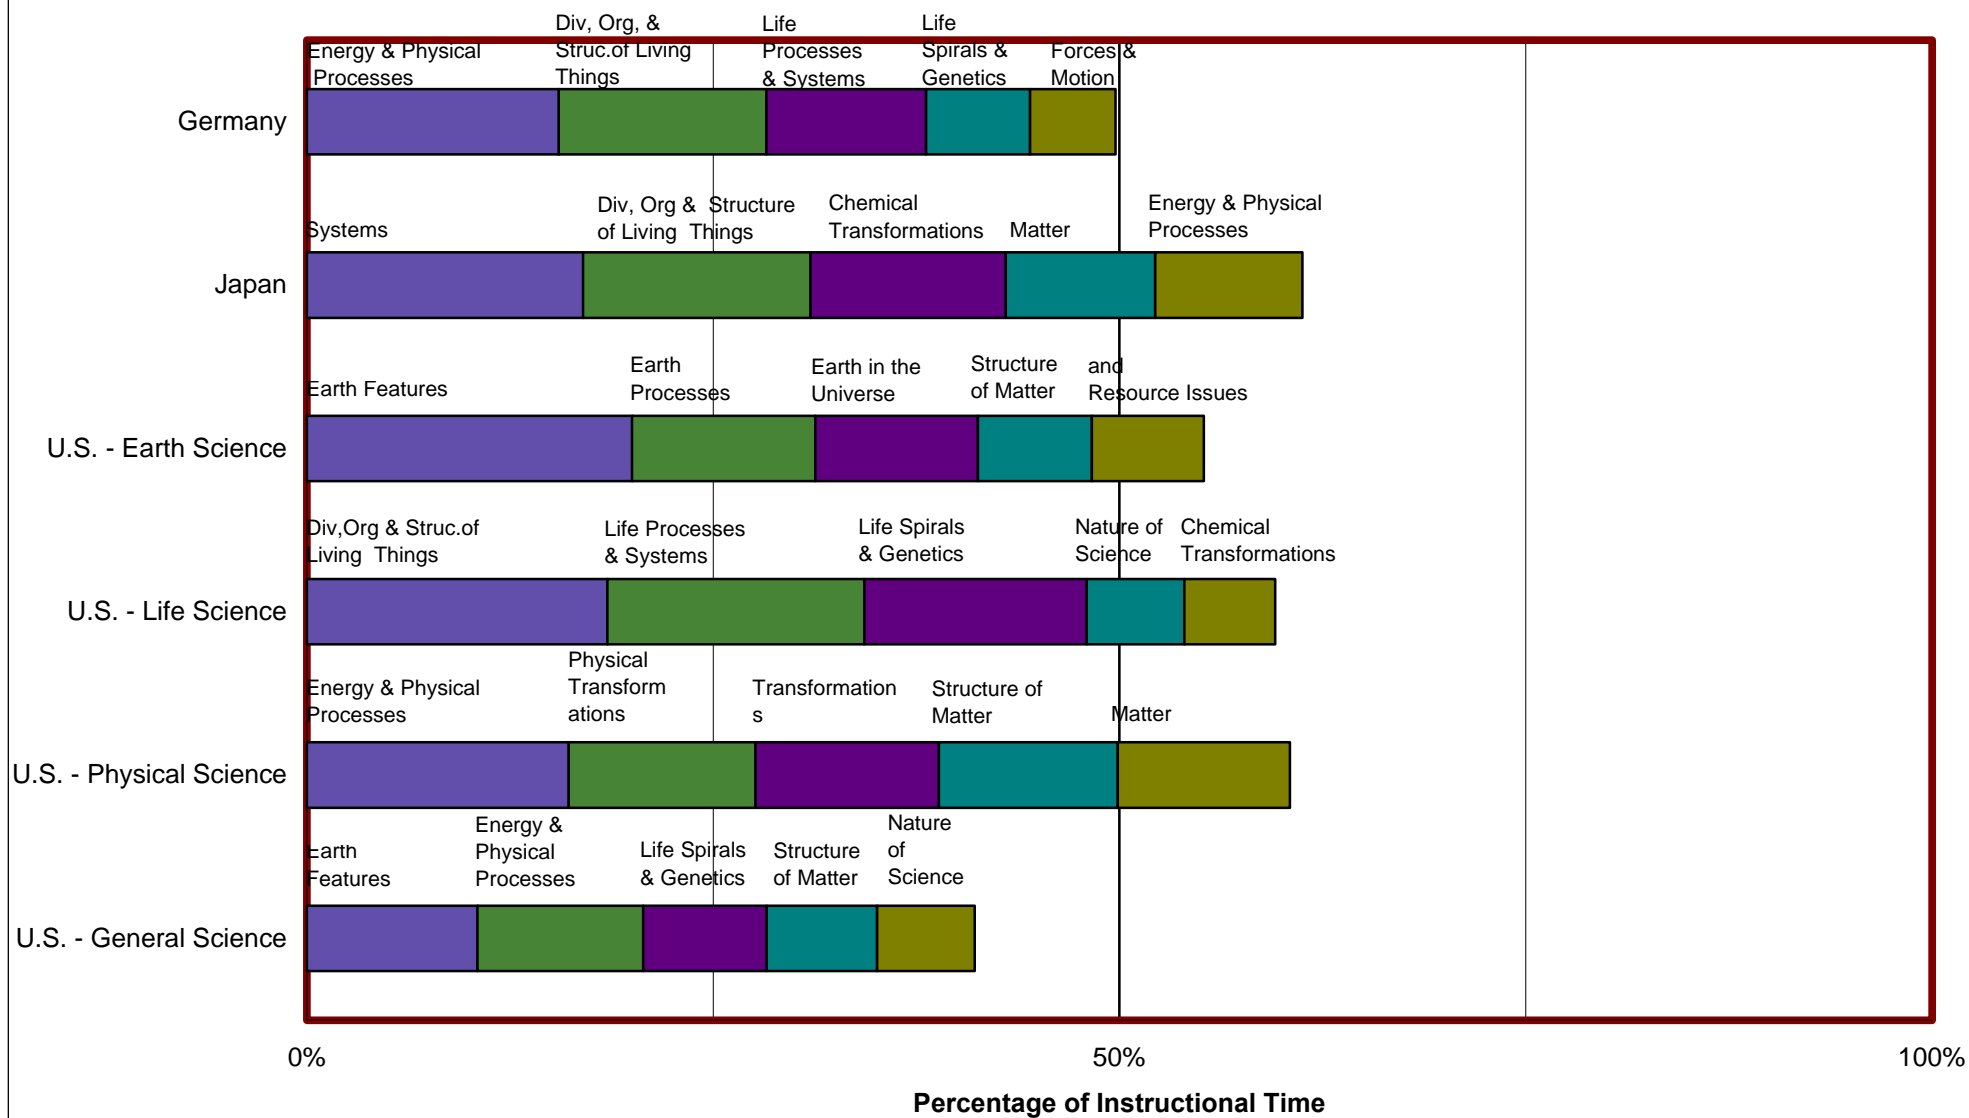 Energy & Physical
Processes
Div, Org, &
Struc.of Living
Things
Life
Processes
& Systems
Life
Spirals &
Genetics
Forces &
Motion
Germany
Systems
Div, Org & Structure
of Living Things
Chemical
Transformations
Matter
Energy & Physical
Processes
Japan
Earth Features
Earth
Processes
Earth in the
Universe
Structure
of Matter
and
Resource Issues
U.S. - Earth Science
Div,Org & Struc.of
Living Things
Life Processes
& Systems
Life Spirals
& Genetics
Nature of
Science
Chemical
Transformations
U.S. - Life Science
Energy & Physical
Processes
Physical
Transform
ations
Transformation
s
Structure of
Matter
Matter
U.S. - Physical Science
Earth
Features
Energy &
Physical
Processes
Life Spirals
& Genetics
Structure
of Matter
Nature
of
Science
U.S. - General Science
0%
50%
100%
Percentage of Instructional Time